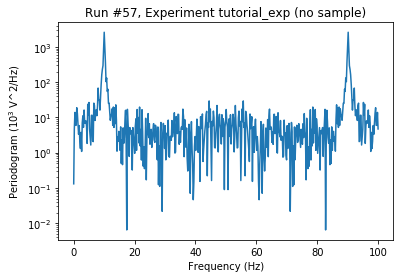 Run #57, Experiment tutorial_exp (no sample)
Periodogram (10³ V^2/Hz)
10³
10²
10¹
10⁰
10⁻¹
10⁻²
0 20 40 60 80 100
Frequency (Hz)